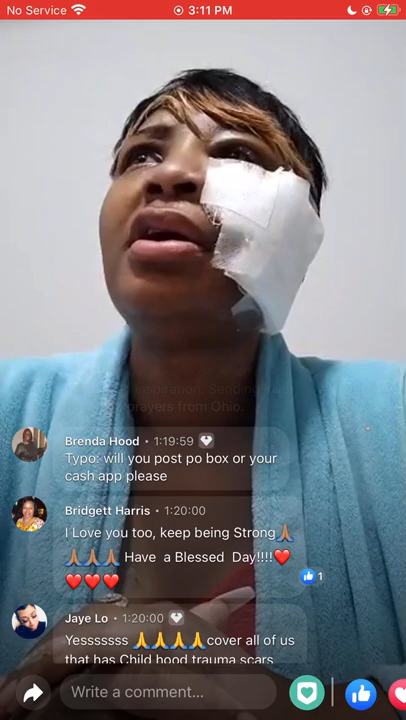 No Service
3:11 PM
inspiration. Sending
prayers from Ohio.
Brenda Hood • 1:19:59
Typo: will you post po box or your
cash app please
Bridgett Harris • 1:20:00
I Love you too, keep being Strong🙏🏾
🙏🏾🙏🏾🙏🏾 Have a Blessed Day!!!!❤️
❤️❤️❤️
1
Jaye Lo • 1:20:00
Yesssssss 🙏🙏🙏🙏cover all of us
that has Child hood trauma scars
Write a comment...